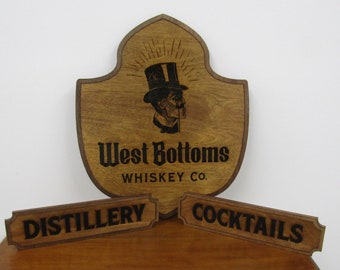 West Bottoms
WHISKEY Co.
DISTILLERY
COCKTAILS